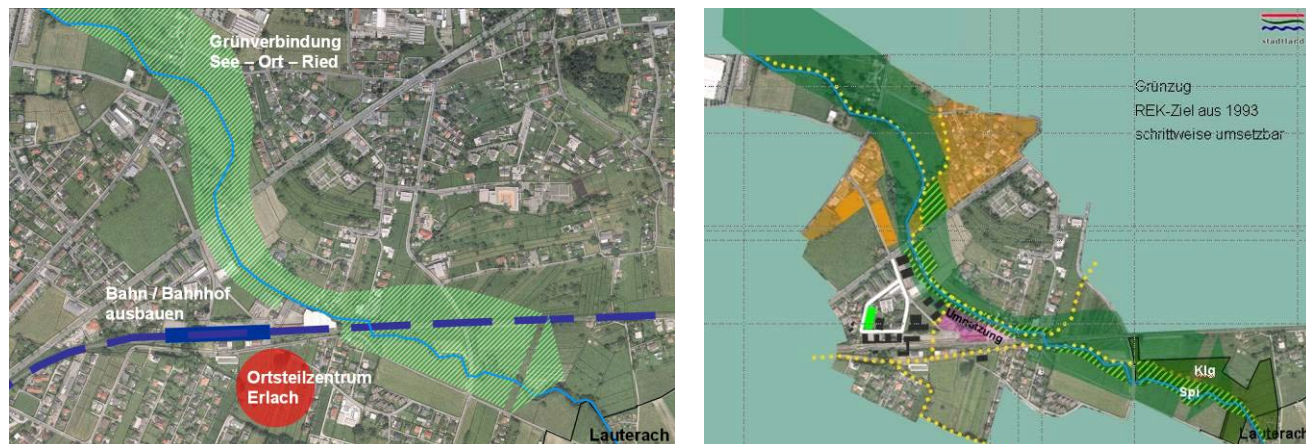 Grünverbindung
See – Ort – Ried
Bahn / Bahnhof
ausbauen
Ortsteilzentrum
Erlach
Lauterach
stadtland
Grünzug
REK-Ziel aus 1993
schrittweise umsetzbar
Umnutzung
Klg
Spi
Lauterach